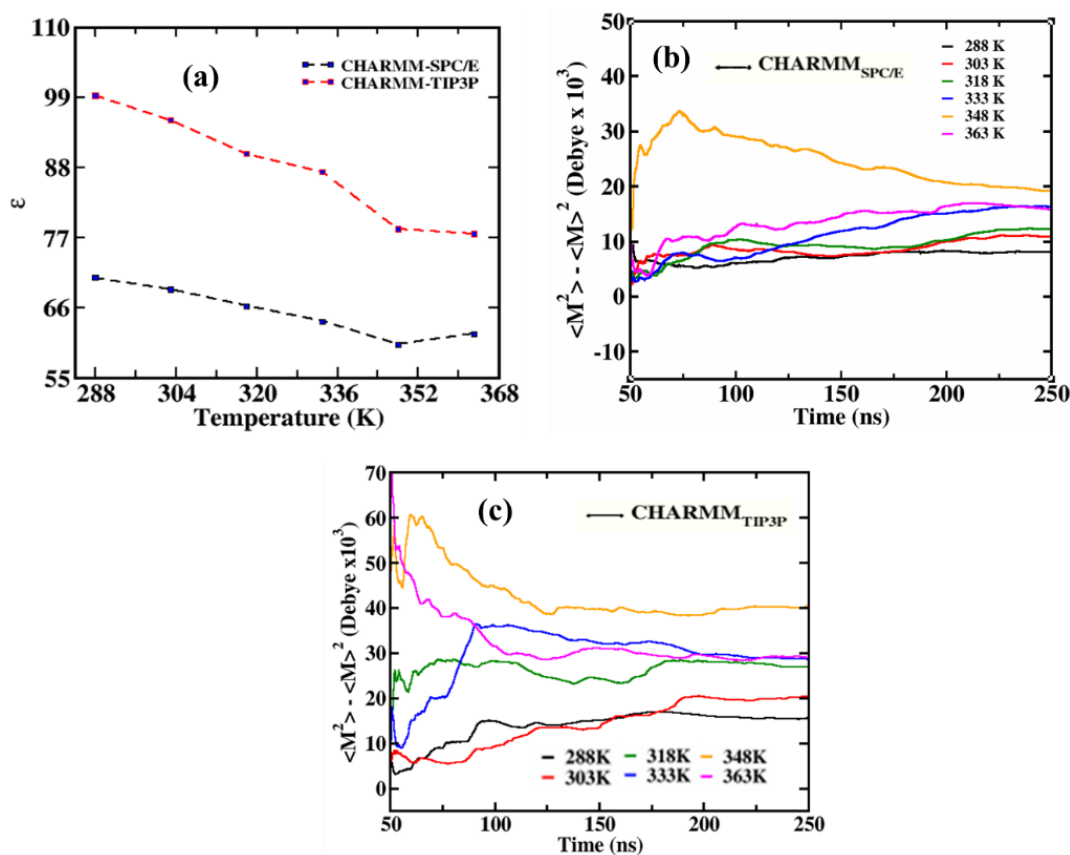 110
99
88
77
66
55
ε
(a)
CHARMM-SPC/E
CHARMM-TIP3P
288 304 320 336 352 368
Temperature (K)
50
40
30
20
10
0
-10
<M²> - <M>² (Debye x 10³)
(b)
CHARMM_SPC/E
288 K
303 K
318 K
333 K
348 K
363 K
50 100 150 200 250
Time (ns)
70
60
50
40
30
20
10
0
<M²> - <M>² (Debye x10³)
(c)
CHARMM_TIP3P
288K 318K 348K
303K 333K 363K
50 100 150 200 250
Time (ns)